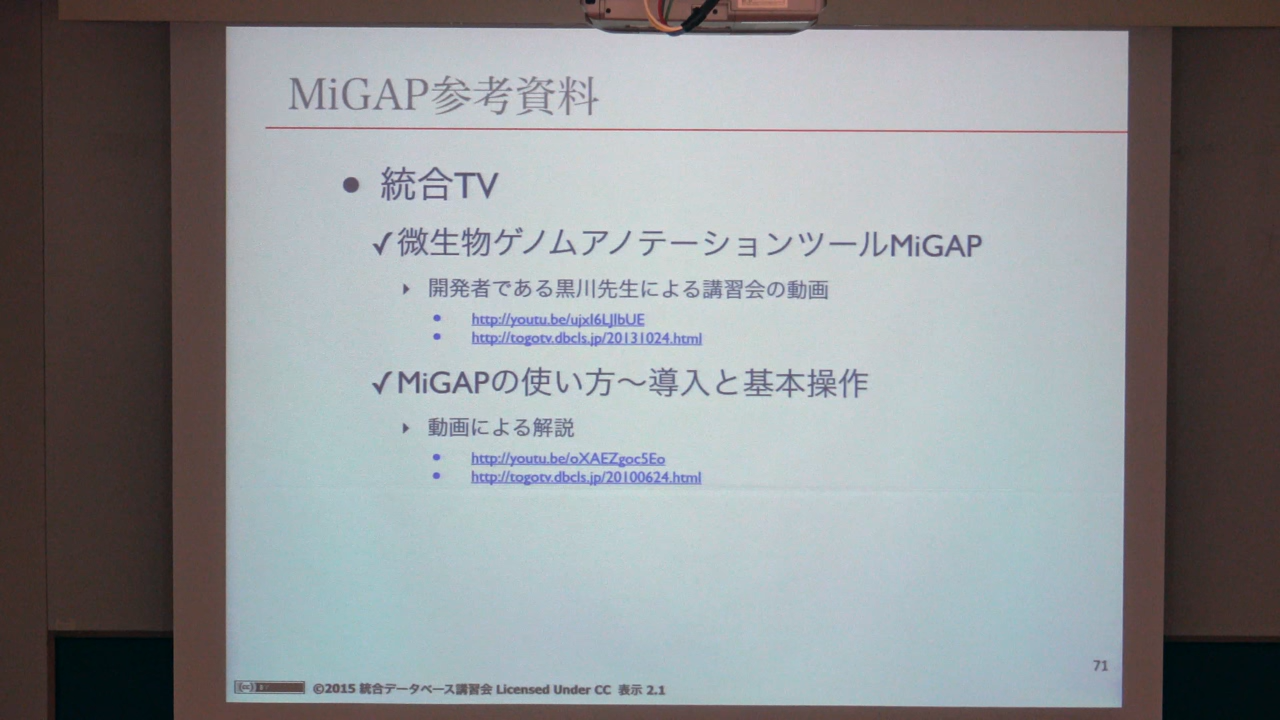 MiGAP参考資料
• 統合TV
✓微生物ゲノムアノテーションツールMiGAP
‣ 開発者である黒川先生による講習会の動画
• http://youtu.be/ujxI6LJIbUE
• http://togotv.dbcls.jp/20131024.html
✓MiGAPの使い方〜導入と基本操作
‣ 動画による解説
• http://youtu.be/oXAEZgoc5Eo
• http://togotv.dbcls.jp/20100624.html
71
(cc) ©2015 統合データベース講習会 Licensed Under CC 表示 2.1